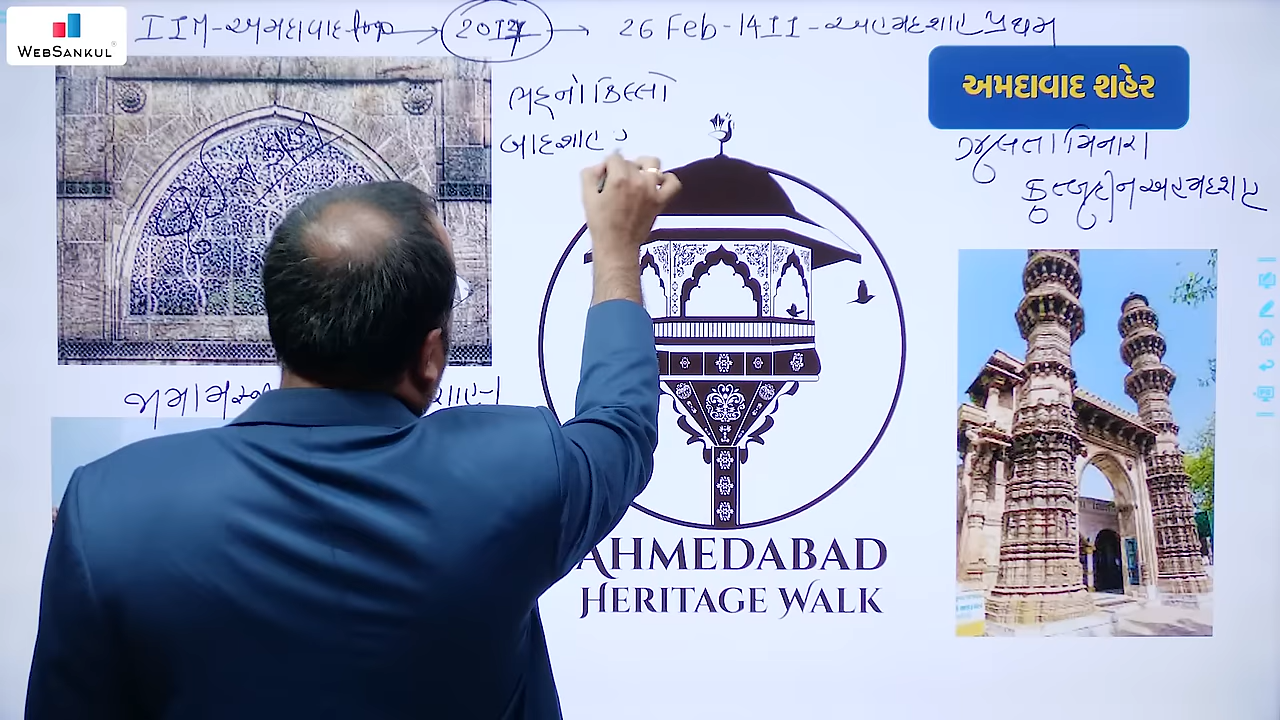 WEBSANKUL
IIM-અમદાવાદ → 2017 → 26 Feb-1411-અહમદશાહ પ્રથમ
અમદાવાદ શહેર
ભદ્રનો કિલ્લો
બાદશાહ
ઝુલતા મિનારા
કુત્બુદ્દીન અહમદશાહ
જામા મસ્જ
AHMEDABAD
HERITAGE WALK